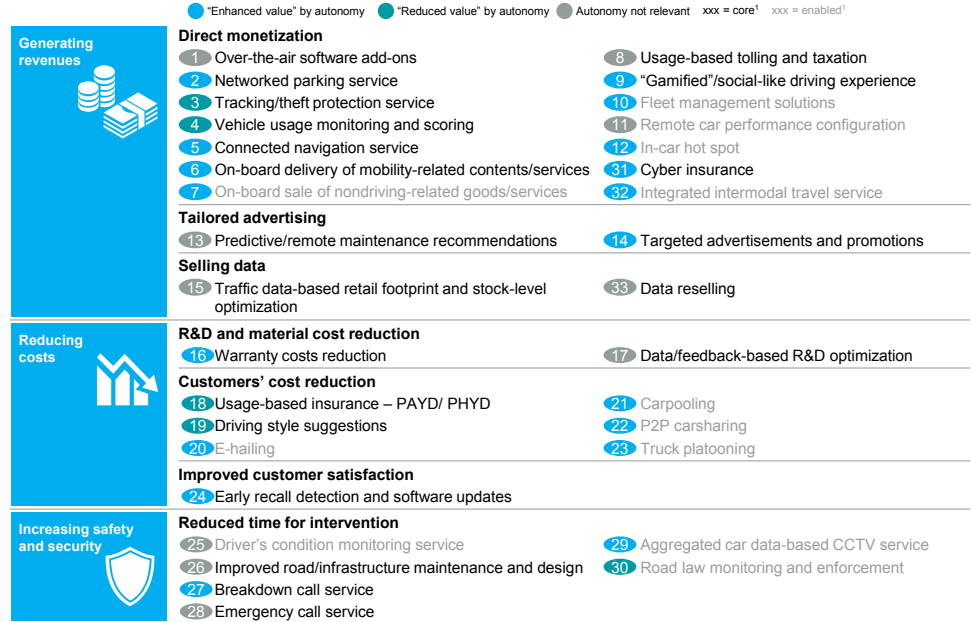 "Enhanced value" by autonomy "Reduced value" by autonomy Autonomy not relevant xxx = core¹ xxx = enabled¹
Generating
revenues
Direct monetization
1 Over-the-air software add-ons
2 Networked parking service
3 Tracking/theft protection service
4 Vehicle usage monitoring and scoring
5 Connected navigation service
6 On-board delivery of mobility-related contents/services
7 On-board sale of nondriving-related goods/services
8 Usage-based tolling and taxation
9 "Gamified"/social-like driving experience
10 Fleet management solutions
11 Remote car performance configuration
12 In-car hot spot
31 Cyber insurance
32 Integrated intermodal travel service
Tailored advertising
13 Predictive/remote maintenance recommendations
14 Targeted advertisements and promotions
Selling data
15 Traffic data-based retail footprint and stock-level
optimization
33 Data reselling
Reducing
costs
R&D and material cost reduction
16 Warranty costs reduction
17 Data/feedback-based R&D optimization
Customers' cost reduction
18 Usage-based insurance – PAYD/ PHYD
19 Driving style suggestions
20 E-hailing
21 Carpooling
22 P2P carsharing
23 Truck platooning
Improved customer satisfaction
24 Early recall detection and software updates
Increasing safety
and security
Reduced time for intervention
25 Driver's condition monitoring service
26 Improved road/infrastructure maintenance and design
27 Breakdown call service
28 Emergency call service
29 Aggregated car data-based CCTV service
30 Road law monitoring and enforcement